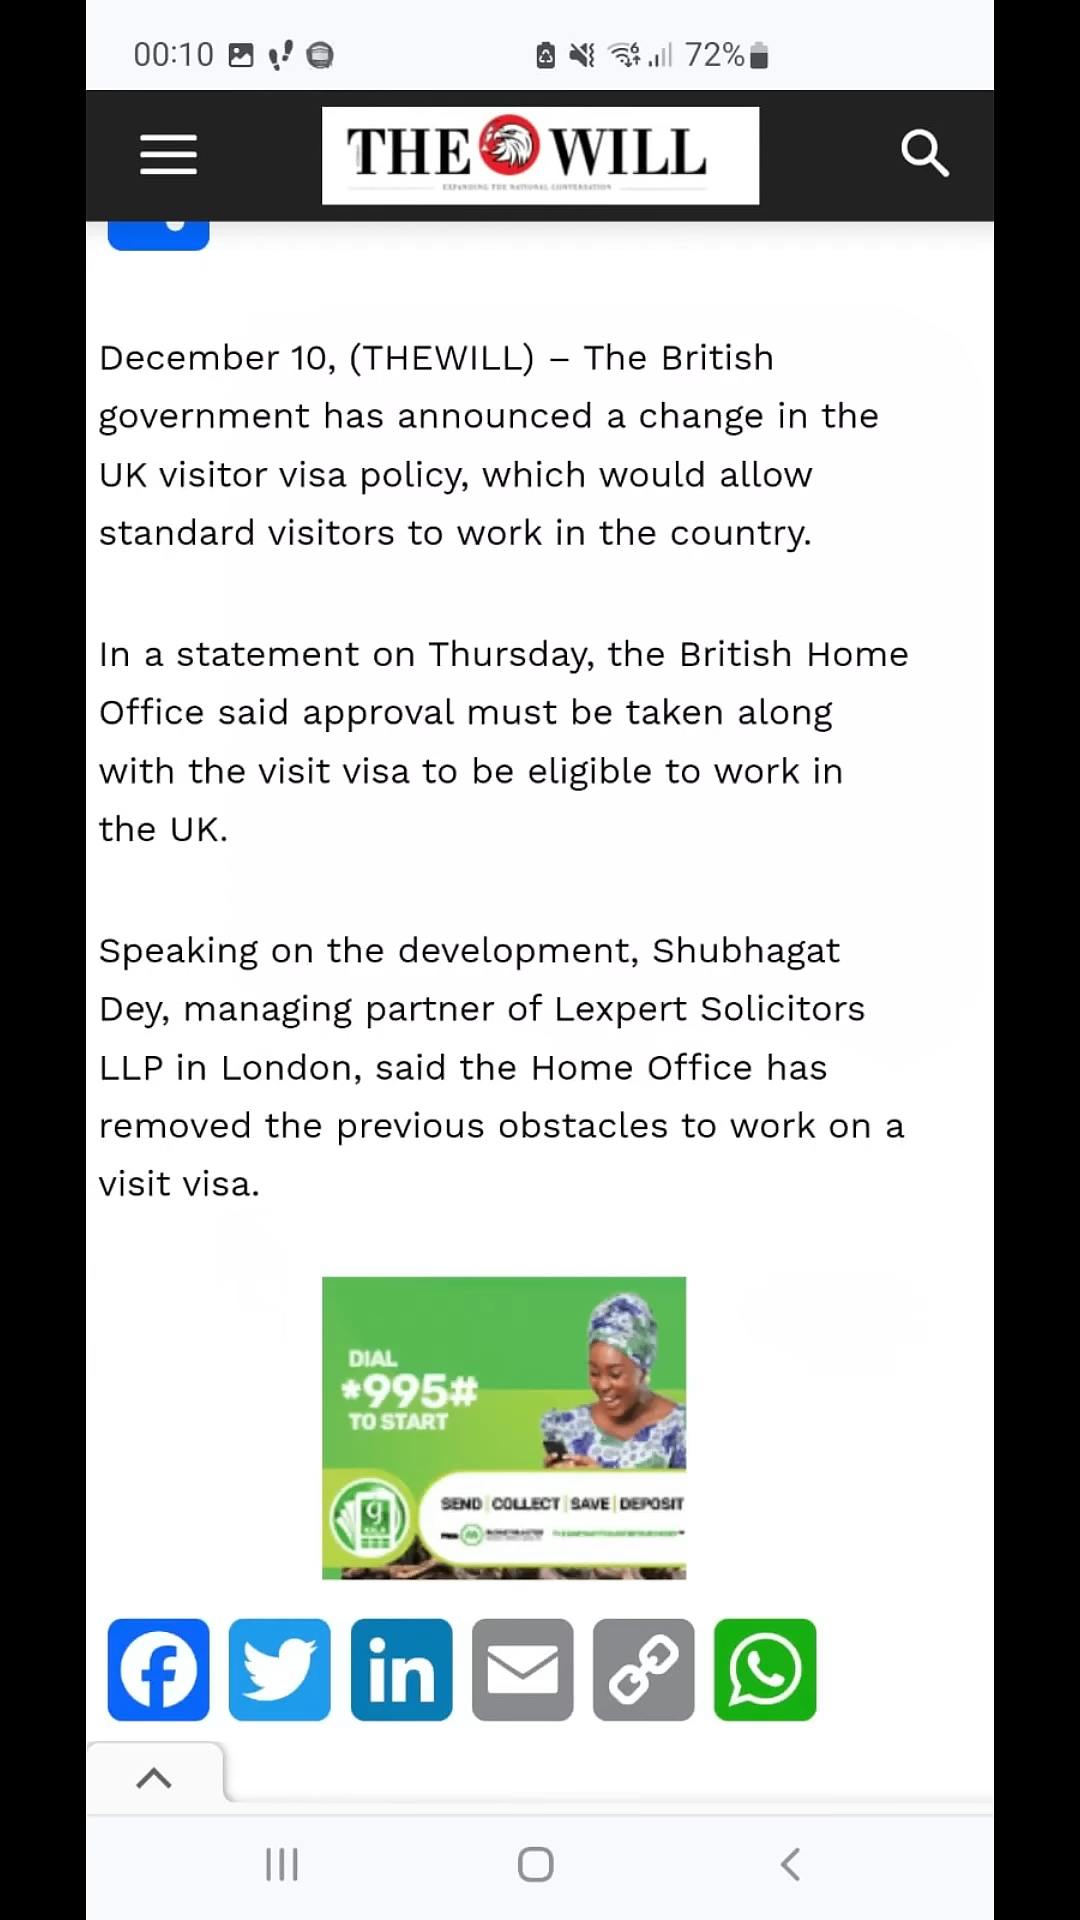 00:10
72%
THE WILL
EXPANDING THE NATIONAL CONVERSATION
December 10, (THEWILL) – The British
government has announced a change in the
UK visitor visa policy, which would allow
standard visitors to work in the country.
In a statement on Thursday, the British Home
Office said approval must be taken along
with the visit visa to be eligible to work in
the UK.
Speaking on the development, Shubhagat
Dey, managing partner of Lexpert Solicitors
LLP in London, said the Home Office has
removed the previous obstacles to work on a
visit visa.
DIAL
*995#
TO START
SEND COLLECT SAVE DEPOSIT